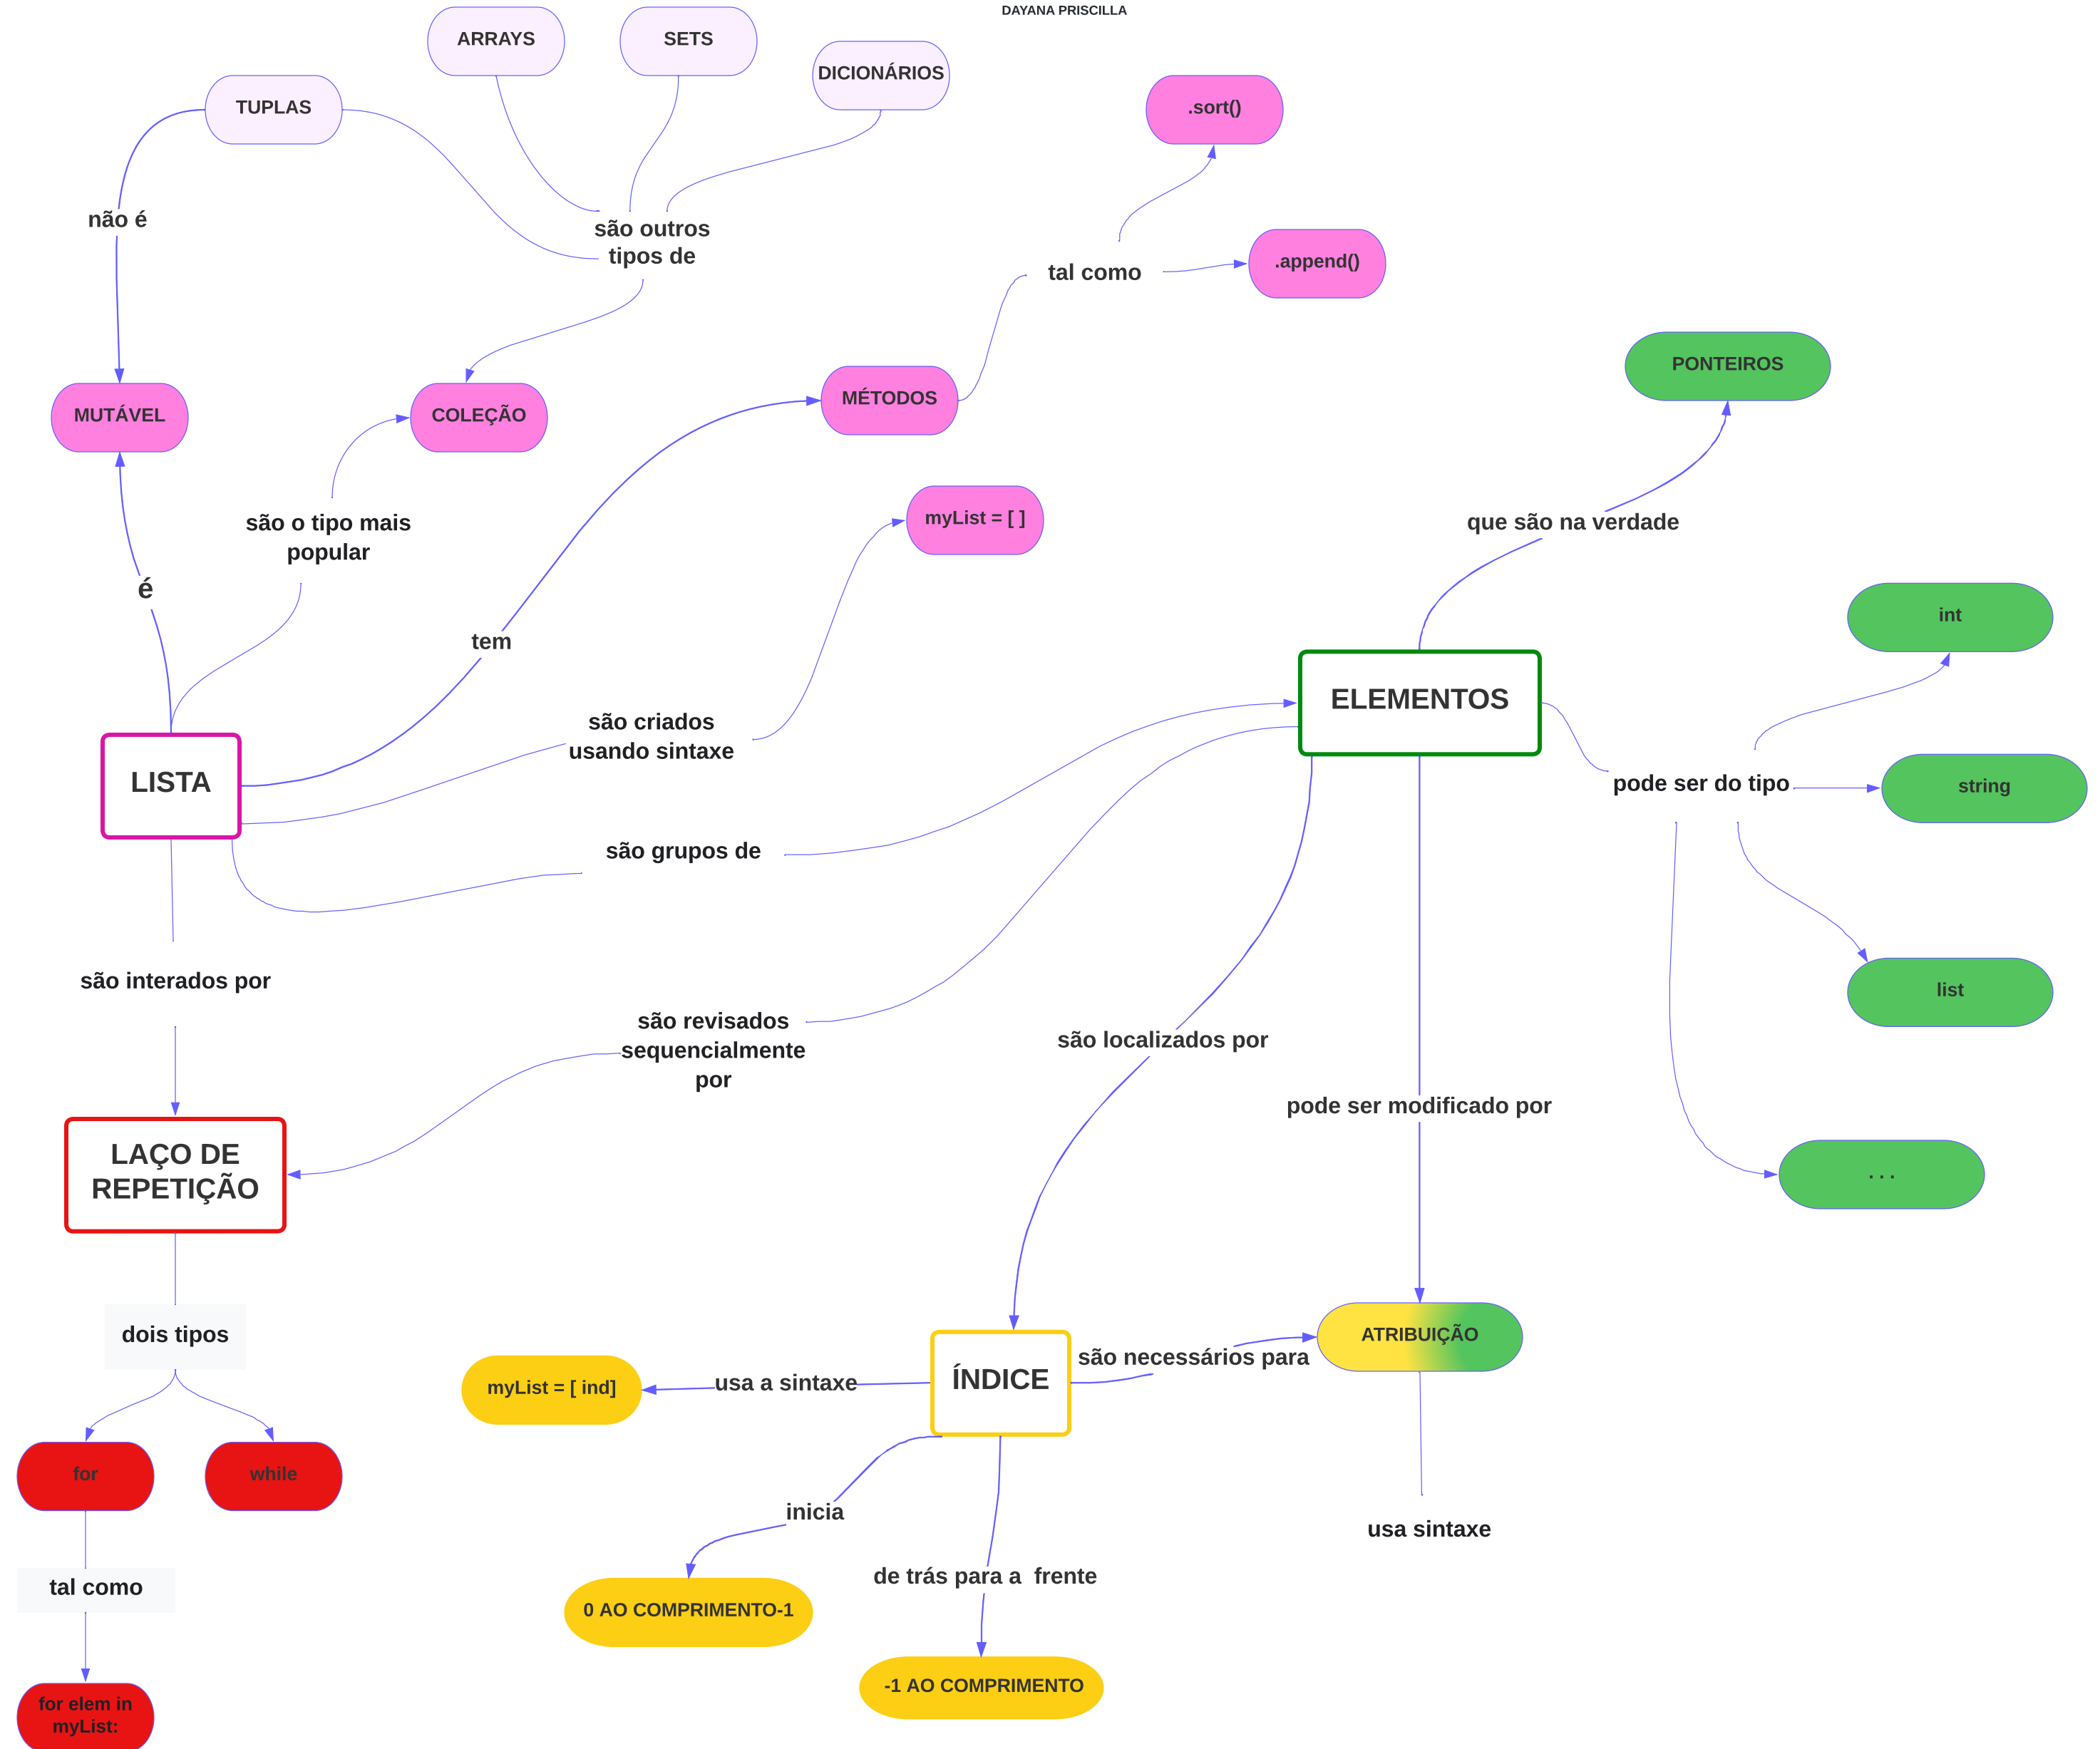 DAYANA PRISCILLA
ARRAYS
SETS
DICIONÁRIOS
TUPLAS
.sort()
não é
são outros
tipos de
tal como
.append()
PONTEIROS
MUTÁVEL
COLEÇÃO
MÉTODOS
são o tipo mais
popular
myList = [ ]
que são na verdade
é
tem
int
LISTA
são criados
usando sintaxe
ELEMENTOS
pode ser do tipo
string
são grupos de
são interados por
list
são revisados
sequencialmente
por
são localizados por
pode ser modificado por
LAÇO DE
REPETIÇÃO
. . .
dois tipos
myList = [ ind]
usa a sintaxe
ÍNDICE
são necessários para
ATRIBUIÇÃO
for
while
inicia
usa sintaxe
tal como
de trás para a  frente
0 AO COMPRIMENTO-1
-1 AO COMPRIMENTO
for elem in
myList: